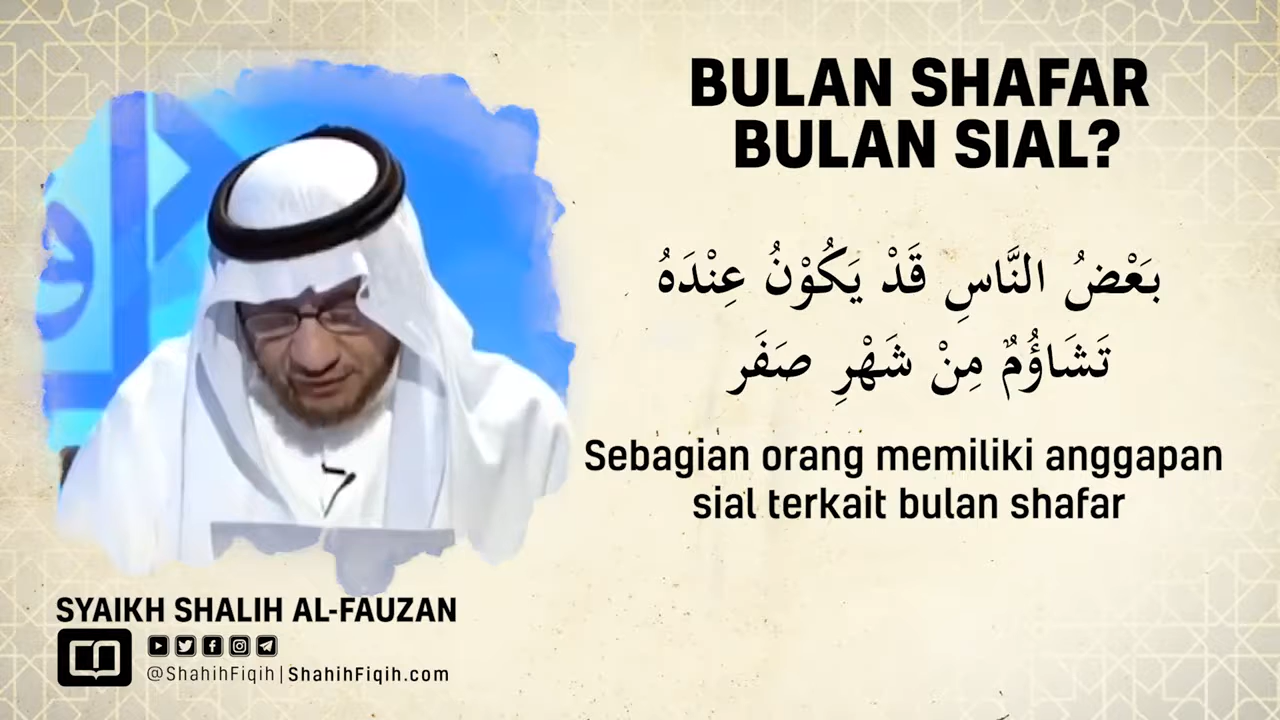 BULAN SHAFAR
BULAN SIAL?
بَعْضُ النَّاسِ قَدْ يَكُوْنُ عِنْدَهُ
تَشَاؤُمٌ مِنْ شَهْرِ صَفَر
Sebagian orang memiliki anggapan
sial terkait bulan shafar
SYAIKH SHALIH AL-FAUZAN
@ShahihFiqih | ShahihFiqih.com